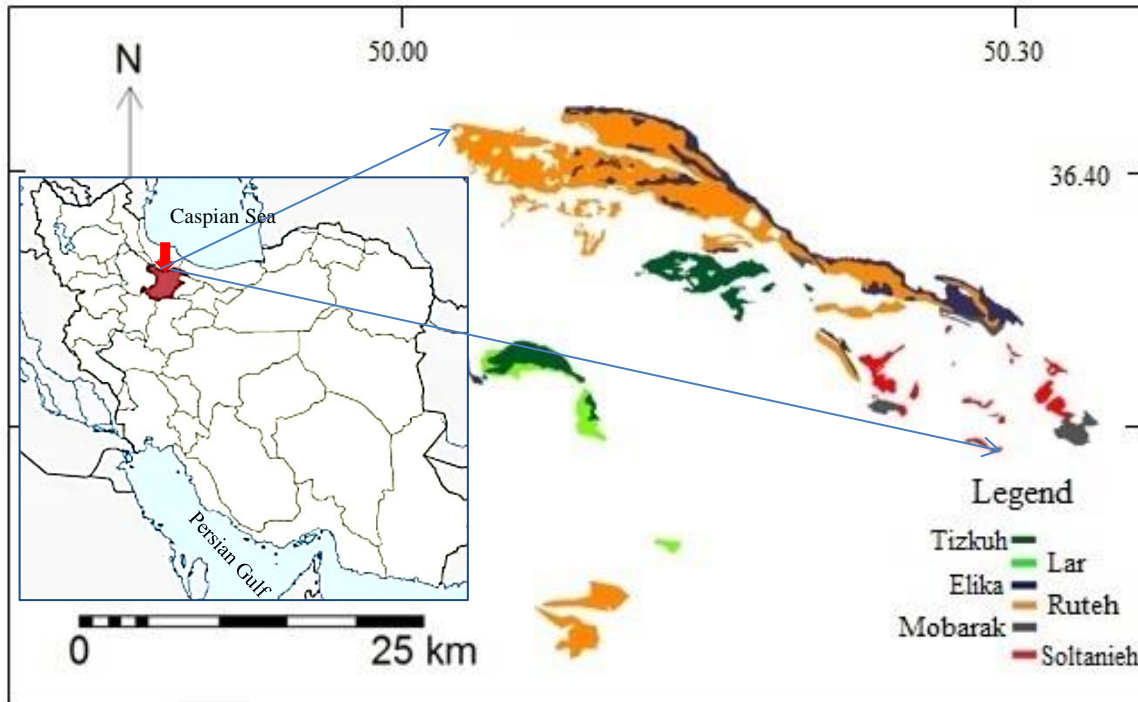 50.00
50.30
N
36.40
Caspian Sea
Persian Gulf
Legend
Tizkuh
Lar
Elika
Ruteh
Mobarak
Soltanieh
0
25 km